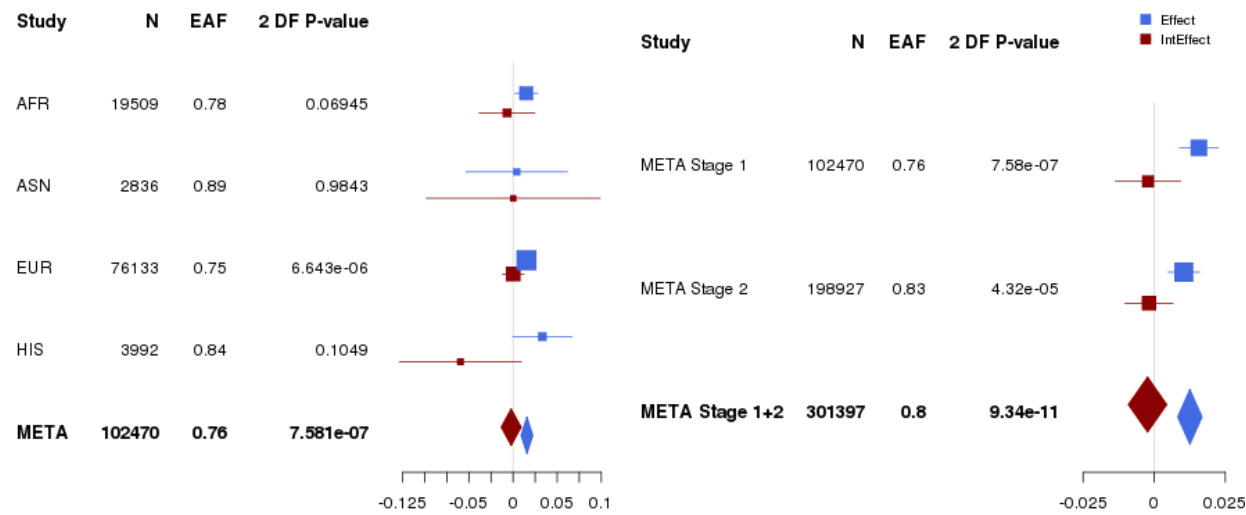 Study N EAF 2 DF P-value
AFR 19509 0.78 0.06945
ASN 2836 0.89 0.9843
EUR 76133 0.75 6.643e-06
HIS 3992 0.84 0.1049
META 102470 0.76 7.581e-07
-0.125 -0.05 0 0.05 0.1
Effect
IntEffect
Study N EAF 2 DF P-value
META Stage 1 102470 0.76 7.58e-07
META Stage 2 198927 0.83 4.32e-05
META Stage 1+2 301397 0.8 9.34e-11
-0.025 0 0.025